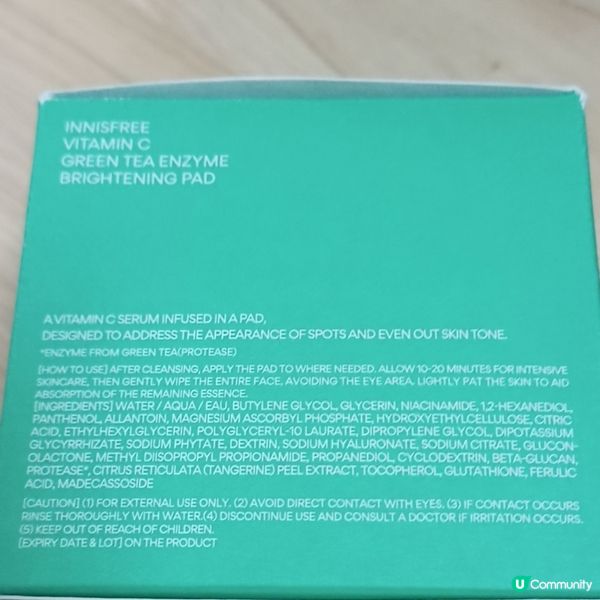 INNISFREE
VITAMIN C
GREEN TEA ENZYME
BRIGHTENING PAD
A VITAMIN C SERUM INFUSED IN A PAD,
DESIGNED TO ADDRESS THE APPEARANCE OF SPOTS AND EVEN OUT SKIN TONE.
*ENZYME FROM GREEN TEA(PROTEASE)
[HOW TO USE] AFTER CLEANSING, APPLY THE PAD TO WHERE NEEDED. ALLOW 10-20 MINUTES FOR INTENSIVE
SKINCARE, THEN GENTLY WIPE THE ENTIRE FACE, AVOIDING THE EYE AREA. LIGHTLY PAT THE SKIN TO AID
ABSORPTION OF THE REMAINING ESSENCE.
[INGREDIENTS] WATER / AQUA / EAU, BUTYLENE GLYCOL, GLYCERIN, NIACINAMIDE, 1,2-HEXANEDIOL,
PANTHENOL, ALLANTOIN, MAGNESIUM ASCORBYL PHOSPHATE, HYDROXYETHYLCELLULOSE, CITRIC
ACID, ETHYLHEXYLGLYCERIN, POLYGLYCERYL-10 LAURATE, DIPROPYLENE GLYCOL, DIPOTASSIUM
GLYCYRRHIZATE, SODIUM PHYTATE, DEXTRIN, SODIUM HYALURONATE, SODIUM CITRATE, GLUCON-
OLACTONE, METHYL DIISOPROPYL PROPIONAMIDE, PROPANEDIOL, CYCLODEXTRIN, BETA-GLUCAN,
PROTEASE*, CITRUS RETICULATA (TANGERINE) PEEL EXTRACT, TOCOPHEROL, GLUTATHIONE, FERULIC
ACID, MADECASSOSIDE
[CAUTION] (1) FOR EXTERNAL USE ONLY. (2) AVOID DIRECT CONTACT WITH EYES. (3) IF CONTACT OCCURS
RINSE THOROUGHLY WITH WATER.(4) DISCONTINUE USE AND CONSULT A DOCTOR IF IRRITATION OCCURS.
(5) KEEP OUT OF REACH OF CHILDREN.
[EXPIRY DATE & LOT] ON THE PRODUCT
U Community